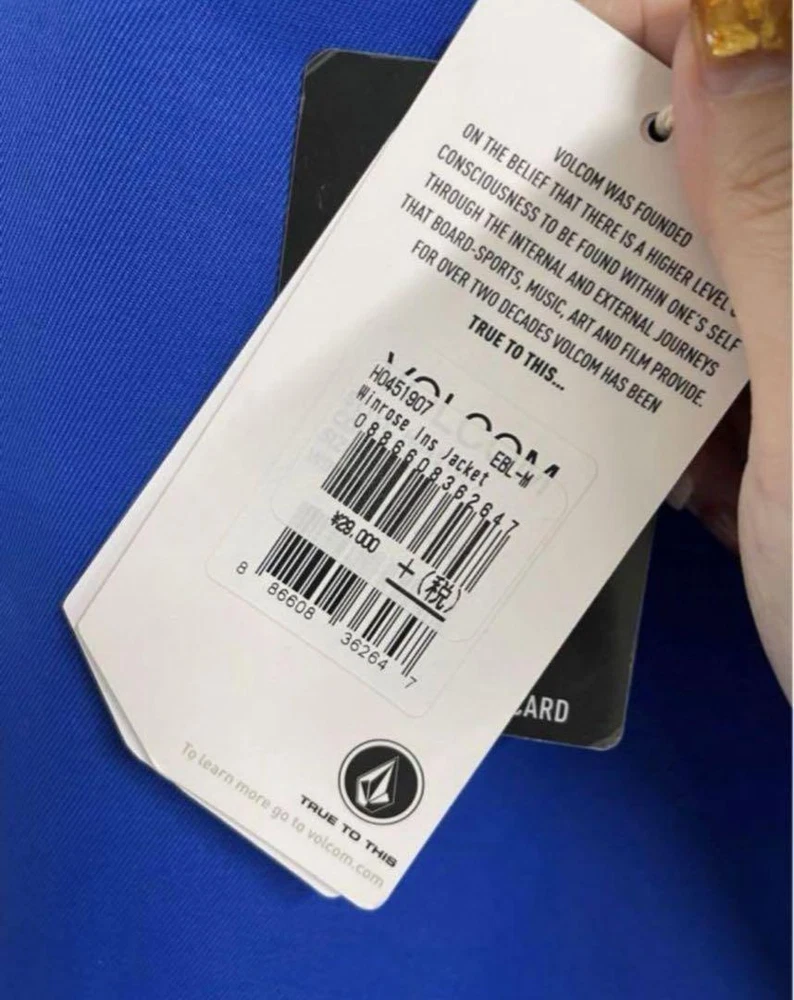 VOLCOM WAS FOUNDED
ON THE BELIEF THAT THERE IS A HIGHER LEVEL
CONSCIOUSNESS TO BE FOUND WITHIN ONE'S SELF
THROUGH THE INTERNAL AND EXTERNAL JOURNEYS
THAT BOARD-SPORTS, MUSIC, ART AND FILM PROVIDE.
FOR OVER TWO DECADES VOLCOM HAS BEEN
TRUE TO THIS...
VOLCOM
H0451907 EBL-M
Winrose Ins Jacket
0886608362647
¥29,000 +(税)
8 86608 36264 7
CARD
TRUE TO THIS
To learn more go to volcom.com